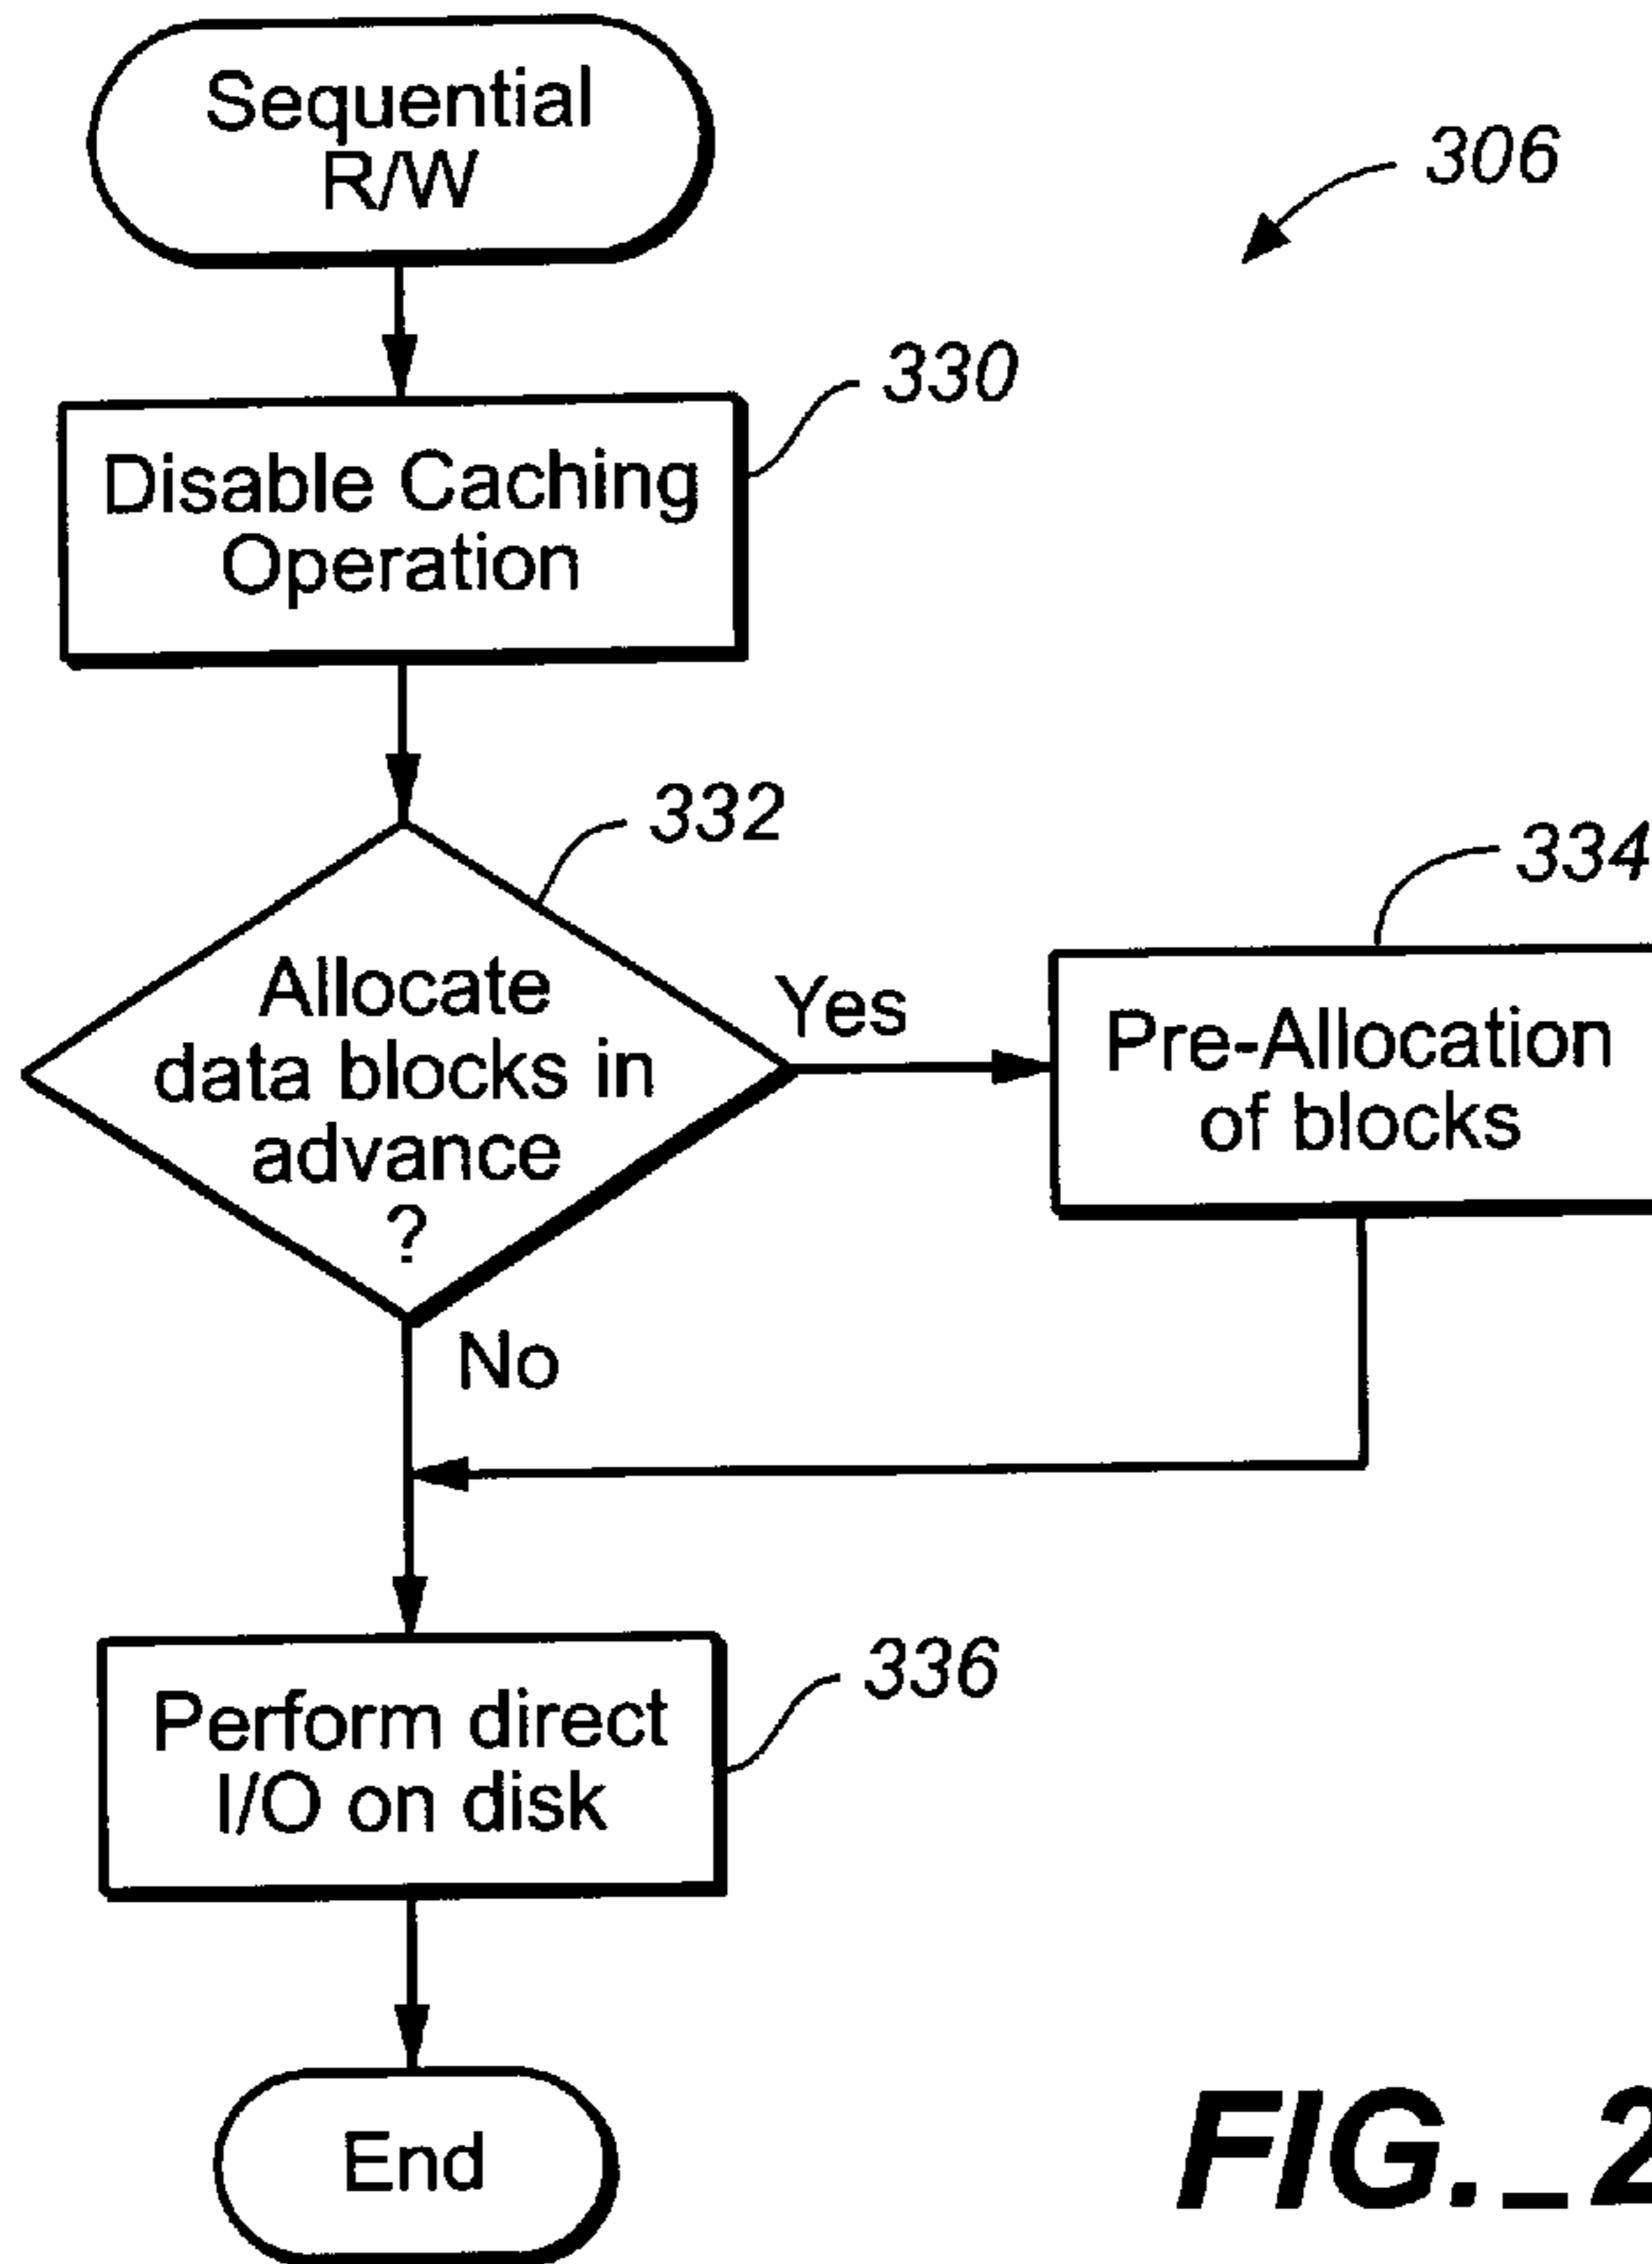 Sequential
R/W
306
330
Disable Caching
Operation
332
334
Allocate
data blocks in
advance
?
Yes
Pre-Allocation
of blocks
No
336
Perform direct
I/O on disk
End
FIG._2